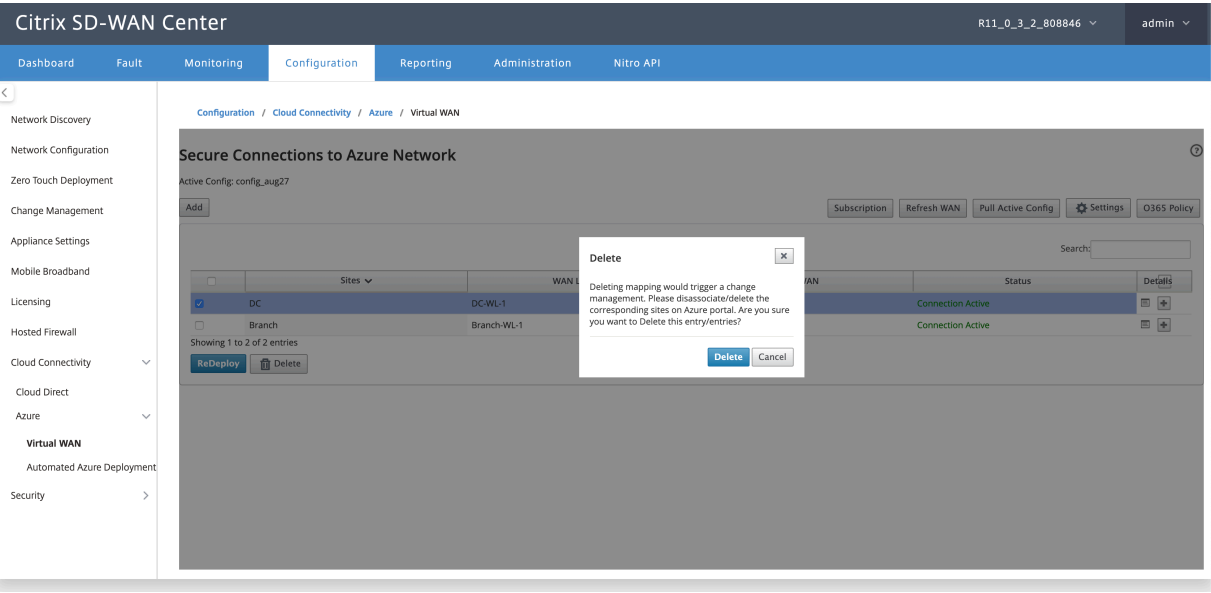 Citrix SD-WAN Center
R11_0_3_2_808846
admin
Dashboard
Fault
Monitoring
Configuration
Reporting
Administration
Nitro API
Network Discovery
Network Configuration
Zero Touch Deployment
Change Management
Appliance Settings
Mobile Broadband
Licensing
Hosted Firewall
Cloud Connectivity
Cloud Direct
Azure
Virtual WAN
Automated Azure Deployment
Security
Configuration / Cloud Connectivity / Azure / Virtual WAN
Secure Connections to Azure Network
Active Config: config_aug27
Add
Subscription
Refresh WAN
Pull Active Config
Settings
O365 Policy
Search:
Sites
WAN L
Status
Details
DC
DC-WL-1
Connection Active
Branch
Branch-WL-1
Connection Active
Showing 1 to 2 of 2 entries
ReDeploy
Delete
Delete
Deleting mapping would trigger a change
management. Please disassociate/delete the
corresponding sites on Azure portal. Are you sure
you want to Delete this entry/entries?
Delete
Cancel